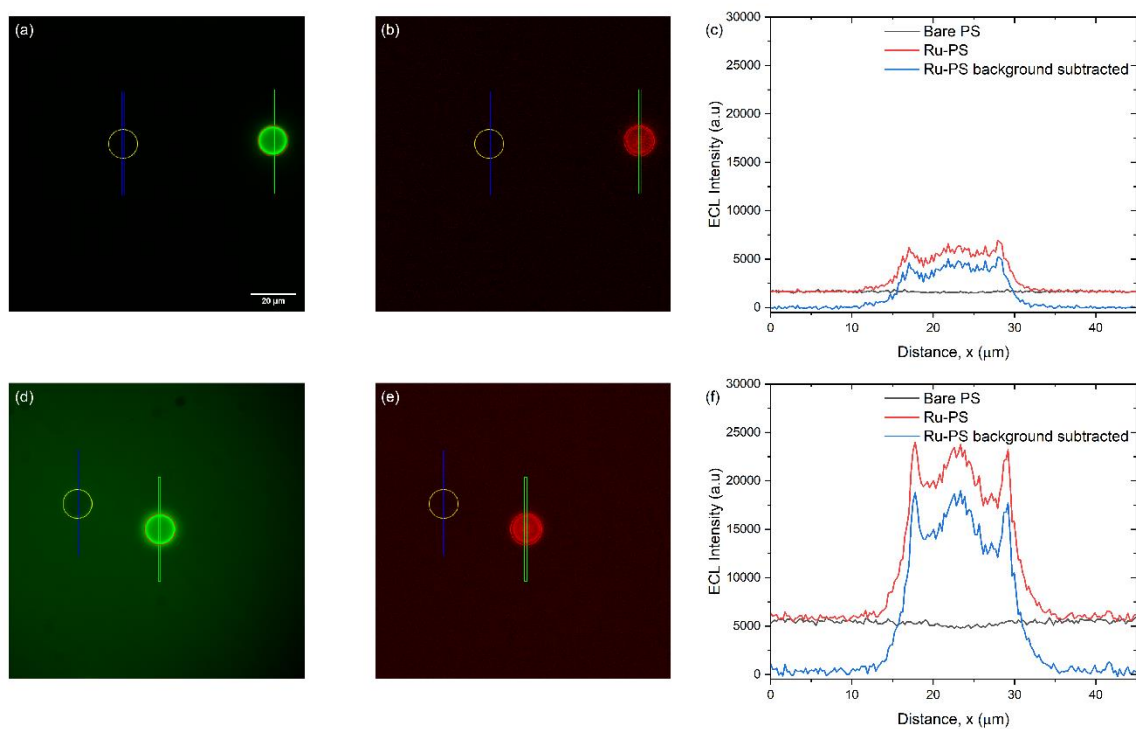 (a)
20 μm
(b)
(c)
30000
25000
20000
15000
10000
5000
0
ECL Intensity (a.u)
Bare PS
Ru-PS
Ru-PS background subtracted
0
10
20
30
40
Distance, x (μm)
(d)
(e)
(f)
30000
25000
20000
15000
10000
5000
0
ECL Intensity (a.u)
Bare PS
Ru-PS
Ru-PS background subtracted
0
10
20
30
40
Distance, x (μm)